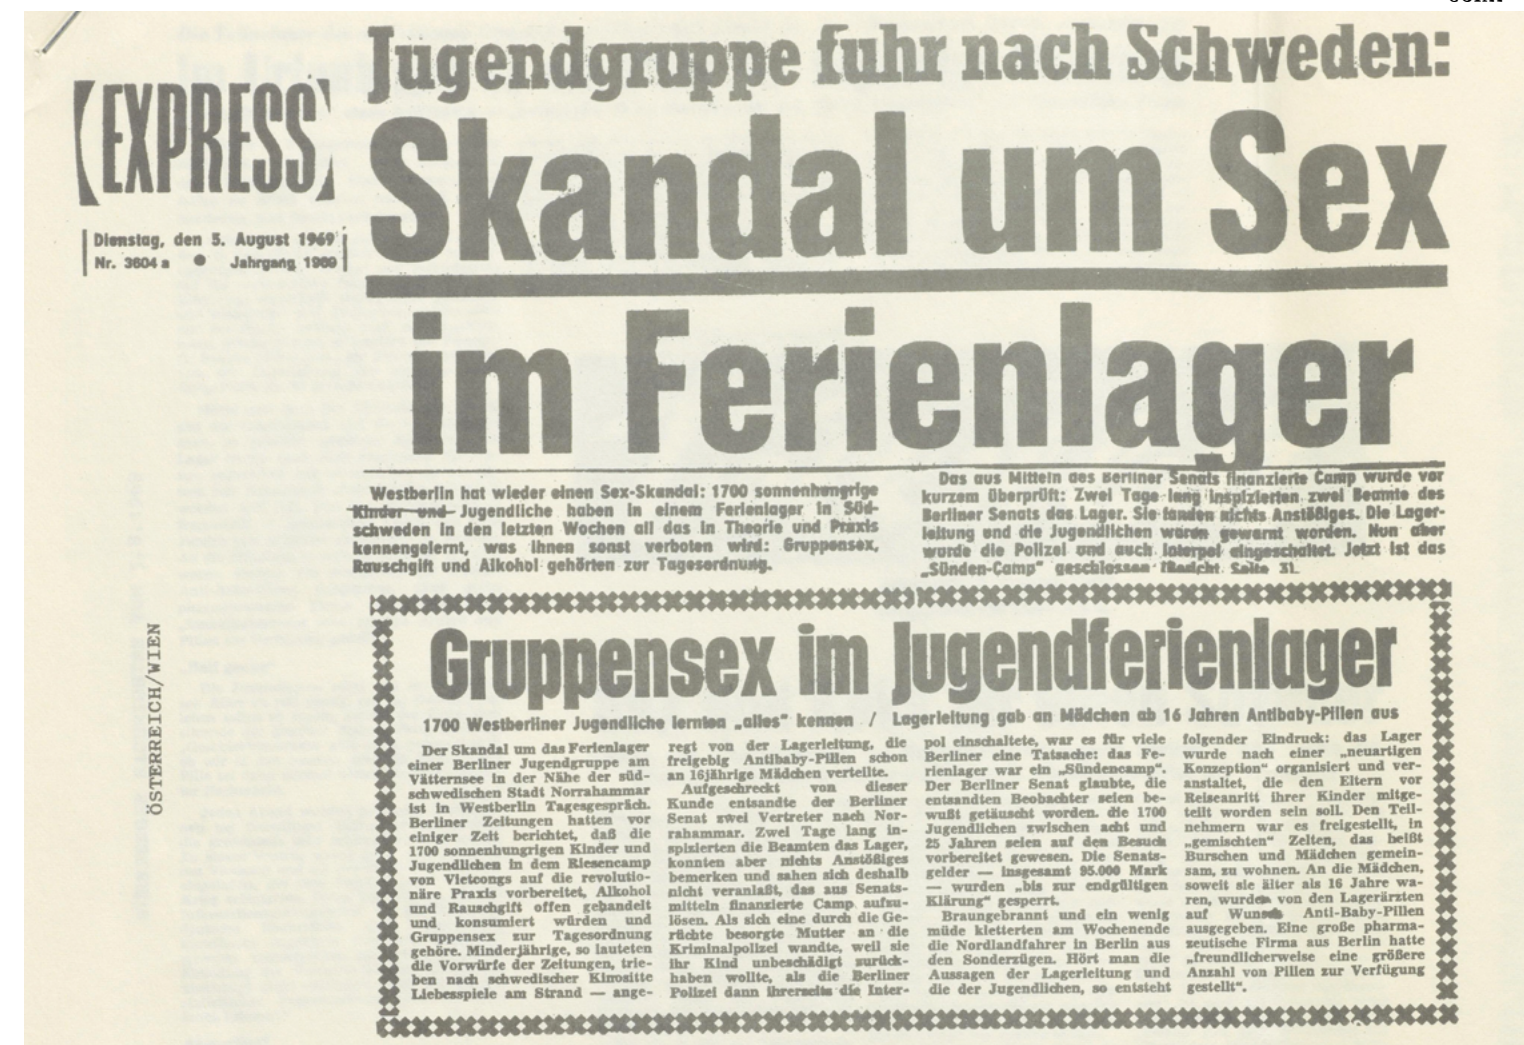 Jugendgruppe fuhr nach Schweden:
(EXPRESS)
Skandal um Sex
Dienstag, den 5. August 1969
Nr. 3604a • Jahrgang 1969
im Ferienlager
Westberlin hat wieder einen Sex-Skandal: 1700 sonnenhungrige
Kinder und Jugendliche haben in einem Ferienlager in Süd-
schweden in den letzten Wochen all das in Theorie und Praxis
kennengelernt, was ihnen sonst verboten wird: Gruppensex,
Rauschgift und Alkohol gehörten zur Tagesordnung.
Das aus Mitteln des Berliner Senats finanzierte Camp wurde vor
kurzem überprüft: Zwei Tage lang inspizierten zwei Beamte des
Berliner Senats das Lager. Sie fanden nichts Anstößiges. Die Lager-
leitung und die Jugendlichen waren gewarnt worden. Nun aber
wurde die Polizei und auch Interpol eingeschaltet. Jetzt ist das
„Sünden-Camp" geschlossen (Bericht Seite 3).
ÖSTERREICH/WIEN
Gruppensex im Jugendferienlager
1700 Westberliner Jugendliche lernten „alles" kennen / Lagerleitung gab an Mädchen ab 16 Jahren Antibaby-Pillen aus
Der Skandal um das Ferienlager
einer Berliner Jugendgruppe am
Vätternsee in der Nähe der süd-
schwedischen Stadt Norrahammar
ist in Westberlin Tagesgespräch.
Berliner Zeitungen hatten vor
einiger Zeit berichtet, daß die
1700 sonnenhungrigen Kinder und
Jugendlichen in dem Riesencamp
von Vietcongs auf die revolutio-
näre Praxis vorbereitet, Alkohol
und Rauschgift offen gehandelt
und konsumiert würden und
Gruppensex zur Tagesordnung
gehöre. Minderjährige, so lauteten
die Vorwürfe der Zeitungen, trie-
ben nach schwedischer Kinositte
Liebesspiele am Strand — ange-
regt von der Lagerleitung, die
freigebig Antibaby-Pillen schon
an 16jährige Mädchen verteilte.
Aufgeschreckt von dieser
Kunde entsandte der Berliner
Senat zwei Vertreter nach Nor-
rahammar. Zwei Tage lang in-
spizierten die Beamten das Lager,
konnten aber nichts Anstößiges
bemerken und sahen sich deshalb
nicht veranlaßt, das aus Senats-
mitteln finanzierte Camp aufzu-
lösen. Als sich eine durch die Ge-
rüchte besorgte Mutter an die
Kriminalpolizei wandte, weil sie
ihr Kind unbeschädigt zurück-
haben wollte, als die Berliner
Polizei dann ihrerseits die Inter-
pol einschaltete, war es für viele
Berliner eine Tatsache: das Fe-
rienlager war ein „Sündencamp".
Der Berliner Senat glaubte, die
entsandten Beobachter seien be-
wußt getäuscht worden. die 1700
Jugendlichen zwischen acht und
25 Jahren seien auf den Besuch
vorbereitet gewesen. Die Senats-
gelder — insgesamt 95.000 Mark
— wurden „bis zur endgültigen
Klärung" gesperrt.
Braungebrannt und ein wenig
müde kletterten am Wochenende
die Nordlandfahrer in Berlin aus
den Sonderzügen. Hört man die
Aussagen der Lagerleitung und
die der Jugendlichen, so entsteht
folgender Eindruck: das Lager
wurde nach einer „neuartigen
Konzeption" organisiert und ver-
anstaltet, die den Eltern vor
Reiseanritt ihrer Kinder mitge-
teilt worden sein soll. Den Teil-
nehmern war es freigestellt, in
„gemischten" Zelten, das heißt
Burschen und Mädchen gemein-
sam, zu wohnen. An die Mädchen,
soweit sie älter als 16 Jahre wa-
ren, wurden von den Lagerärzten
auf Wunsch Anti-Baby-Pillen
ausgegeben. Eine große pharma-
zeutische Firma aus Berlin hatte
„freundlicherweise eine größere
Anzahl von Pillen zur Verfügung
gestellt".